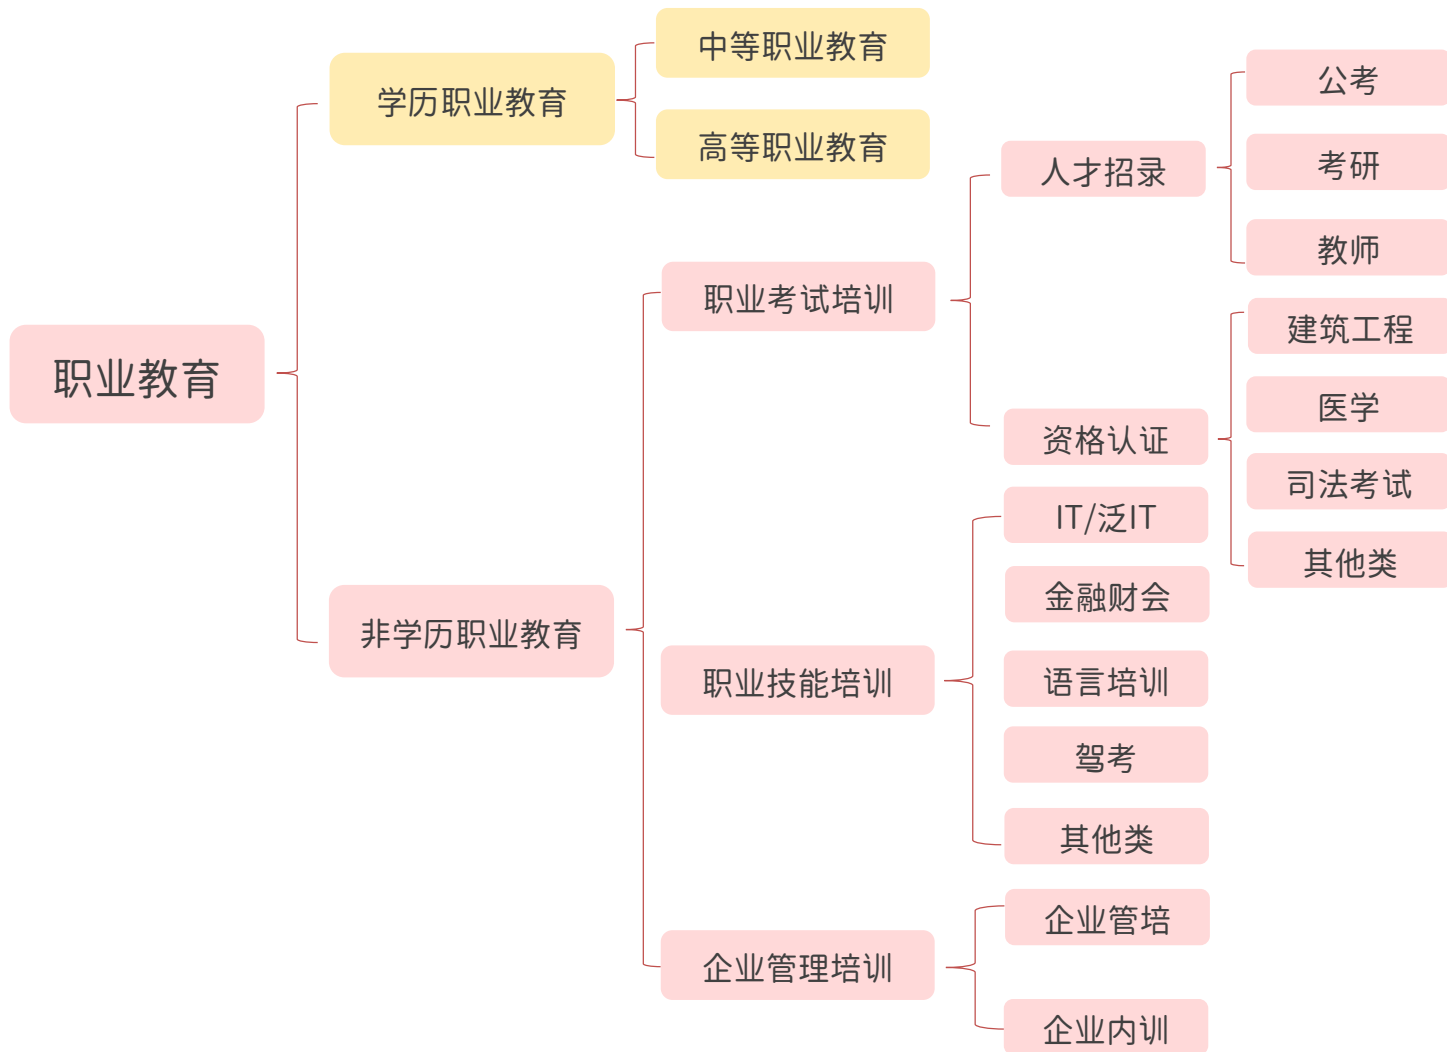 职业教育
学历职业教育
中等职业教育
高等职业教育
非学历职业教育
职业考试培训
人才招录
公考
考研
教师
资格认证
建筑工程
医学
司法考试
其他类
职业技能培训
IT/泛IT
金融财会
语言培训
驾考
其他类
企业管理培训
企业管培
企业内训